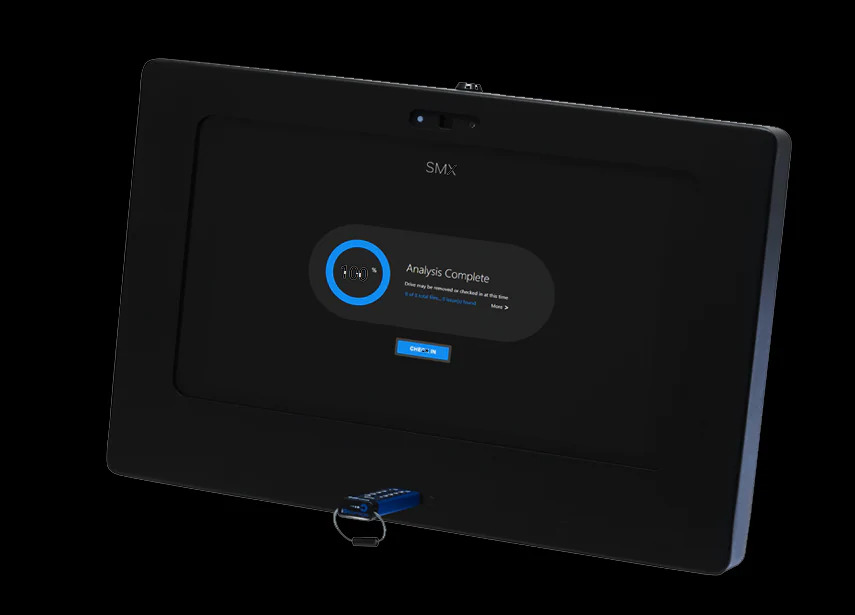 SMX
100 %
Analysis Complete
Drive may be removed or checked in at this time
More >
CHECK IN